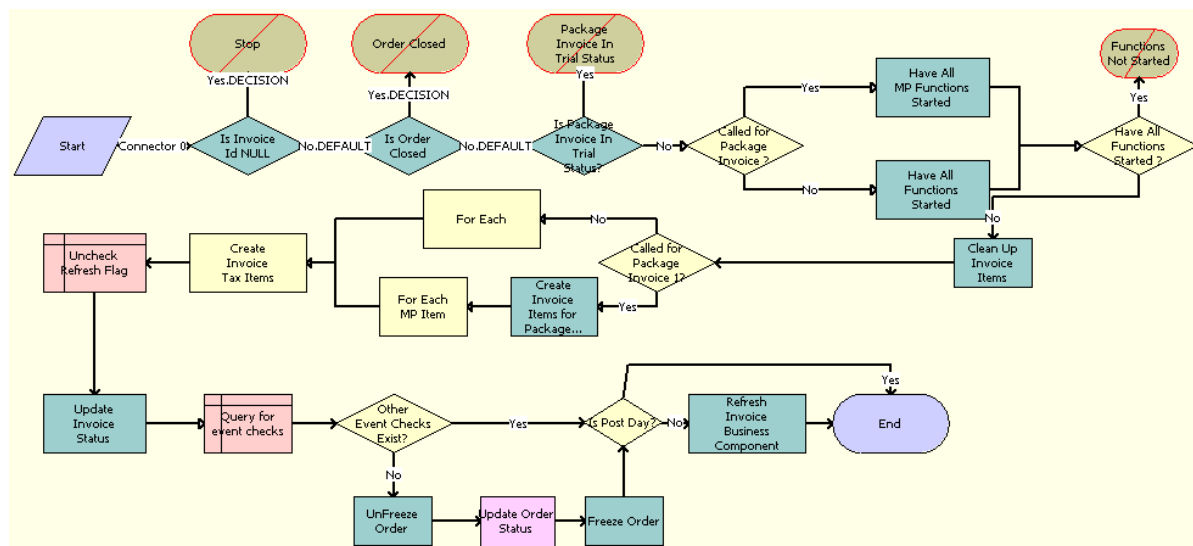 Stop
Order Closed
Package
Invoice In
Trial Status
Functions
Not Started
Yes.DECISION
Yes.DECISION
Yes
Yes
Start
Connector 0
Is Invoice
Id NULL
No.DEFAULT
Is Order
Closed
No.DEFAULT
Is Package
Invoice In
Trial
Status?
No
Called for
Package
Invoice ?
Yes
Have All
MP Functions
Started
No
Have All
Functions
Started
Have All
Functions
Started ?
No
Clean Up
Invoice
Items
Called for
Package
Invoice 1?
No
For Each
Yes
Create
Invoice
Items for
Package...
For Each
MP Item
Create
Invoice
Tax Items
Uncheck
Refresh Flag
Update
Invoice
Status
Query for
event checks
Other
Event Checks
Exist?
Yes
Is Post Day?
Yes
No
Refresh
Invoice
Business
Component
End
No
UnFreeze
Order
Update Order
Status
Freeze Order